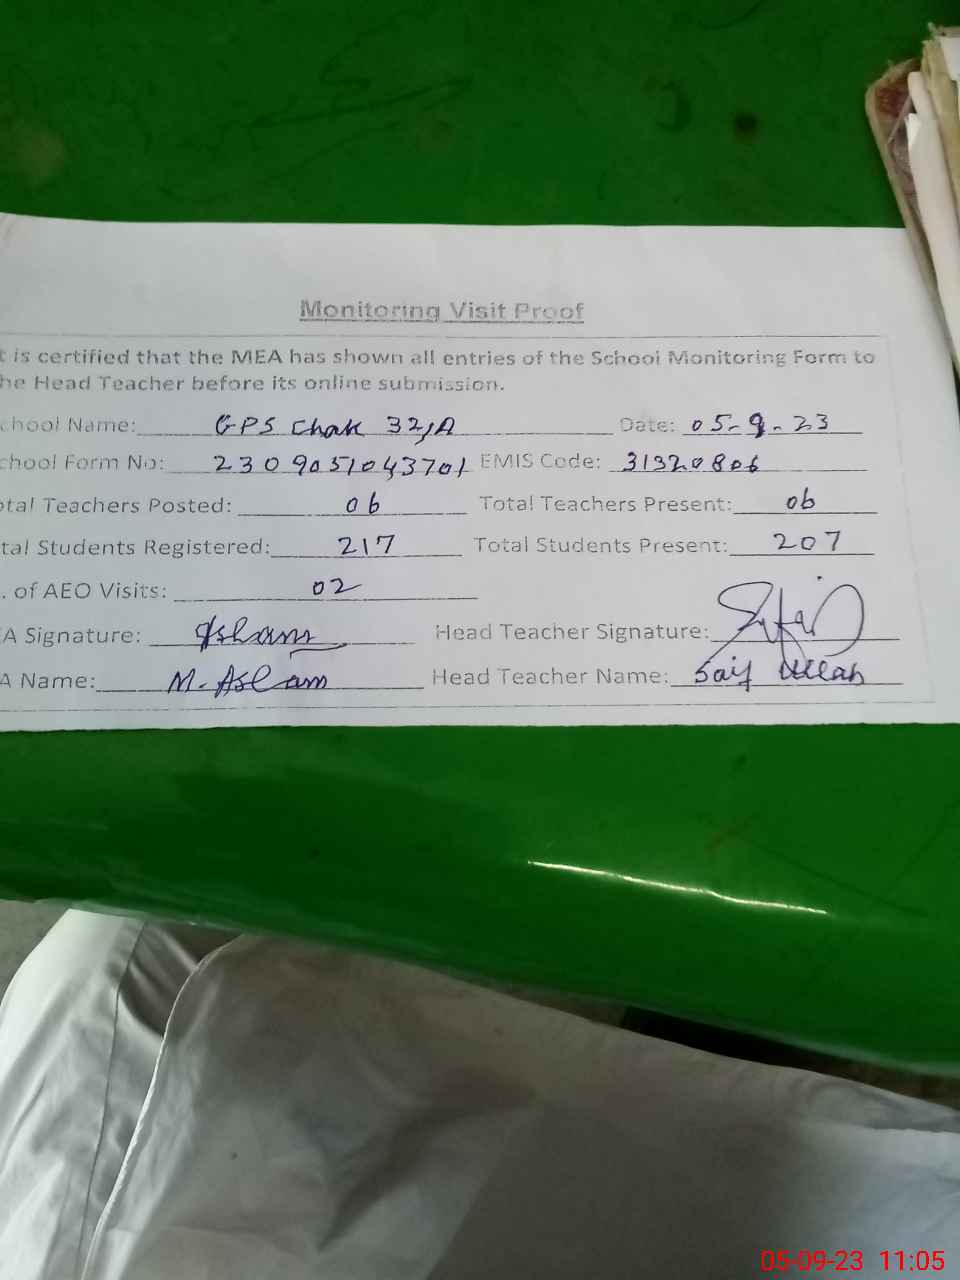 Monitoring Visit Proof
t is certified that the MEA has shown all entries of the School Monitoring Form to
he Head Teacher before its online submission.
chool Name: GPS Chak 32/A Date: 05-9-23
chool Form No: 2309051043701 EMIS Code: 31320806
otal Teachers Posted: 06 Total Teachers Present: 06
tal Students Registered: 217 Total Students Present: 207
. of AEO Visits: 02
A Signature: Head Teacher Signature:
A Name: M. Aslam Head Teacher Name: Saif Ullah
05-09-23 11:05